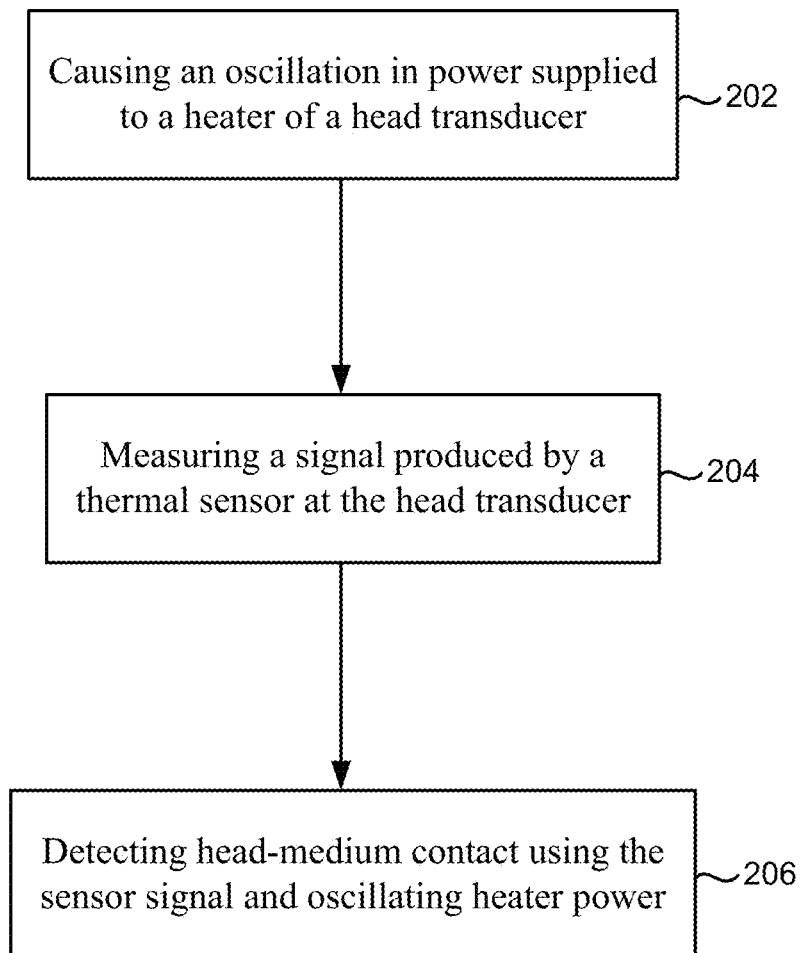 Causing an oscillation in power supplied
to a heater of a head transducer
202
Measuring a signal produced by a
thermal sensor at the head transducer
204
Detecting head-medium contact using the
sensor signal and oscillating heater power
206